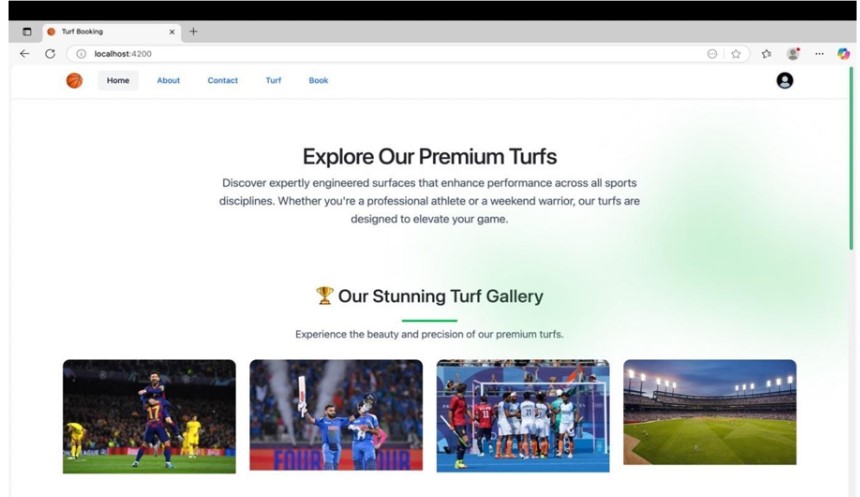 Turf Booking
localhost:4200
Home About Contact Turf Book
Explore Our Premium Turfs
Discover expertly engineered surfaces that enhance performance across all sports
disciplines. Whether you're a professional athlete or a weekend warrior, our turfs are
designed to elevate your game.
🏆 Our Stunning Turf Gallery
Experience the beauty and precision of our premium turfs.
FOUR OUR